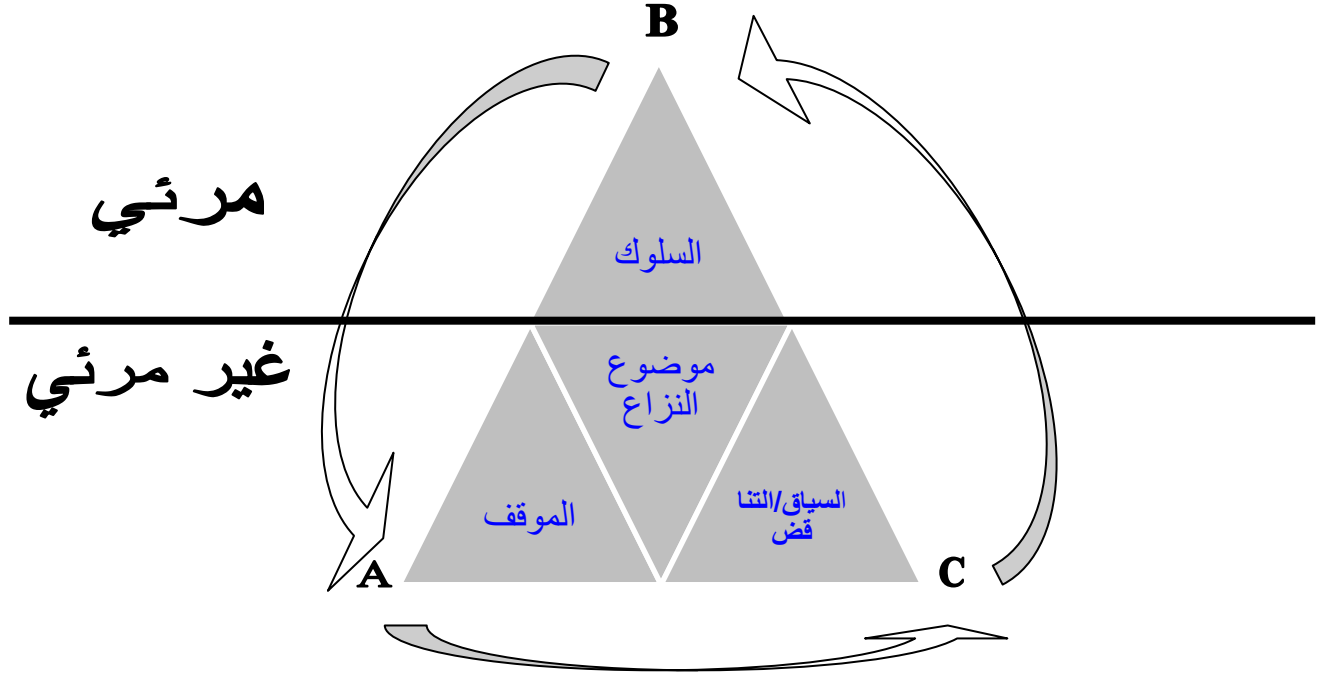 B
مرئي
السلوك
غير مرئي
موضوع
النزاع
السياق/التنا
قض
الموقف
A
C